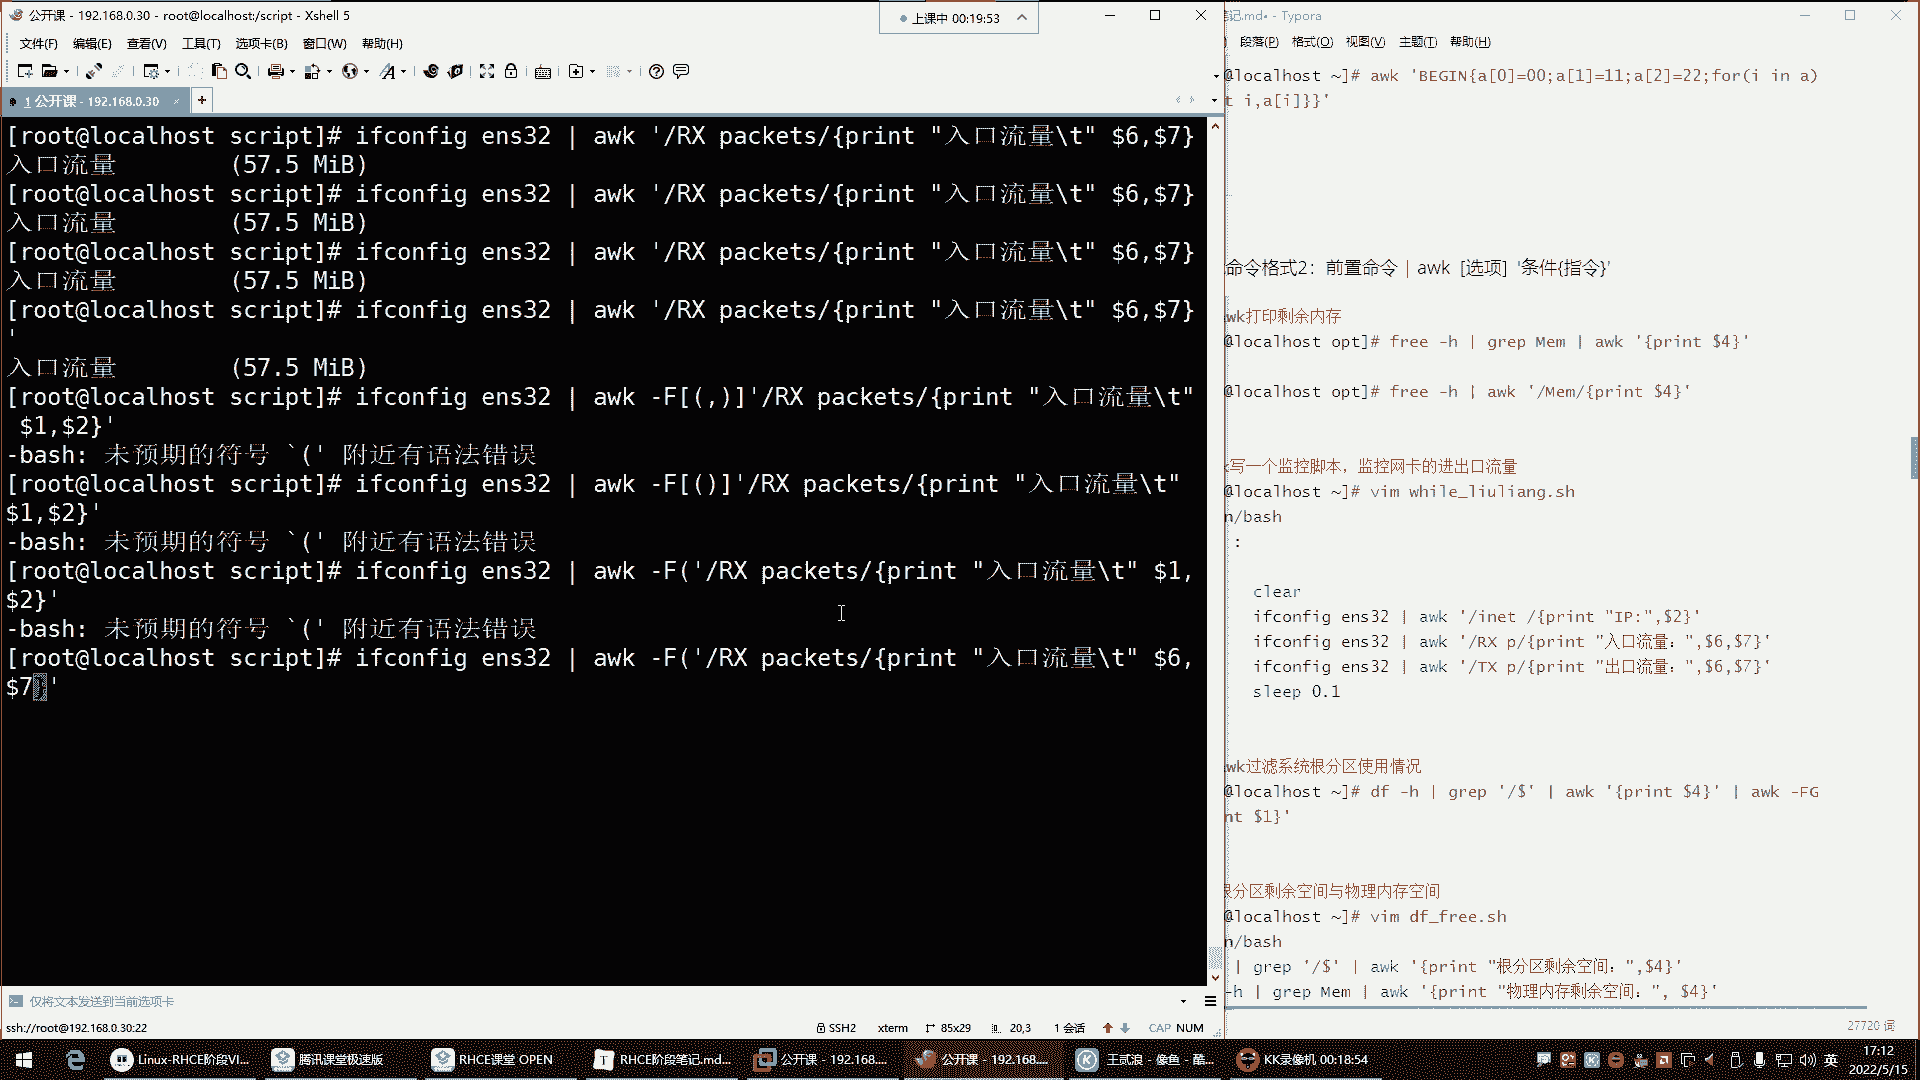 公开课 - 192.168.0.30 - root@localhost:/script - Xshell 5
上课中 00:19:53
文件(F) 编辑(E) 查看(V) 工具(T) 选项卡(B) 窗口(W) 帮助(H)
1 公开课 - 192.168.0.30
[root@localhost script]# ifconfig ens32 | awk '/RX packets/{print "入口流量\t" $6,$7}
入口流量 (57.5 MiB)
[root@localhost script]# ifconfig ens32 | awk '/RX packets/{print "入口流量\t" $6,$7}
入口流量 (57.5 MiB)
[root@localhost script]# ifconfig ens32 | awk '/RX packets/{print "入口流量\t" $6,$7}
入口流量 (57.5 MiB)
[root@localhost script]# ifconfig ens32 | awk '/RX packets/{print "入口流量\t" $6,$7}
'
入口流量 (57.5 MiB)
[root@localhost script]# ifconfig ens32 | awk -F[(,)]'/RX packets/{print "入口流量\t"
 $1,$2}'
-bash: 未预期的符号 `(' 附近有语法错误
[root@localhost script]# ifconfig ens32 | awk -F[()]'/RX packets/{print "入口流量\t"
$1,$2}'
-bash: 未预期的符号 `(' 附近有语法错误
[root@localhost script]# ifconfig ens32 | awk -F('/RX packets/{print "入口流量\t" $1,
$2}'
-bash: 未预期的符号 `(' 附近有语法错误
[root@localhost script]# ifconfig ens32 | awk -F('/RX packets/{print "入口流量\t" $6,
$7}'
仅将文本发送到当前选项卡
ssh://root@192.168.0.30:22
SSH2 xterm 85x29 20,3 1 会话 CAP NUM
笔记.md• - Typora
段落(P) 格式(O) 视图(V) 主题(T) 帮助(H)
@localhost ~]# awk 'BEGIN{a[0]=00;a[1]=11;a[2]=22;for(i in a)
t i,a[i]}}'
命令格式2：前置命令 | awk [选项] '条件{指令}'
wk打印剩余内存
@localhost opt]# free -h | grep Mem | awk '{print $4}'
@localhost opt]# free -h | awk '/Mem/{print $4}'
写一个监控脚本，监控网卡的进出口流量
@localhost ~]# vim while_liuliang.sh
n/bash
:
clear
ifconfig ens32 | awk '/inet /{print "IP:",$2}'
ifconfig ens32 | awk '/RX p/{print "入口流量：",$6,$7}'
ifconfig ens32 | awk '/TX p/{print "出口流量：",$6,$7}'
sleep 0.1
wk过滤系统根分区使用情况
@localhost ~]# df -h | grep '/$' | awk '{print $4}' | awk -FG
nt $1}'
根分区剩余空间与物理内存空间
@localhost ~]# vim df_free.sh
n/bash
| grep '/$' | awk '{print "根分区剩余空间：",$4}'
-h | grep Mem | awk '{print "物理内存剩余空间：", $4}'
27720 词
Linux-RHCE阶段VI... 腾讯课堂极速版 RHCE课堂 OPEN RHCE阶段笔记.md... 公开课 - 192.168.... 公开课 - 192.168.... 王贰浪 - 像鱼 - 酷... KK录像机 00:18:54 英
17:12
2022/5/15